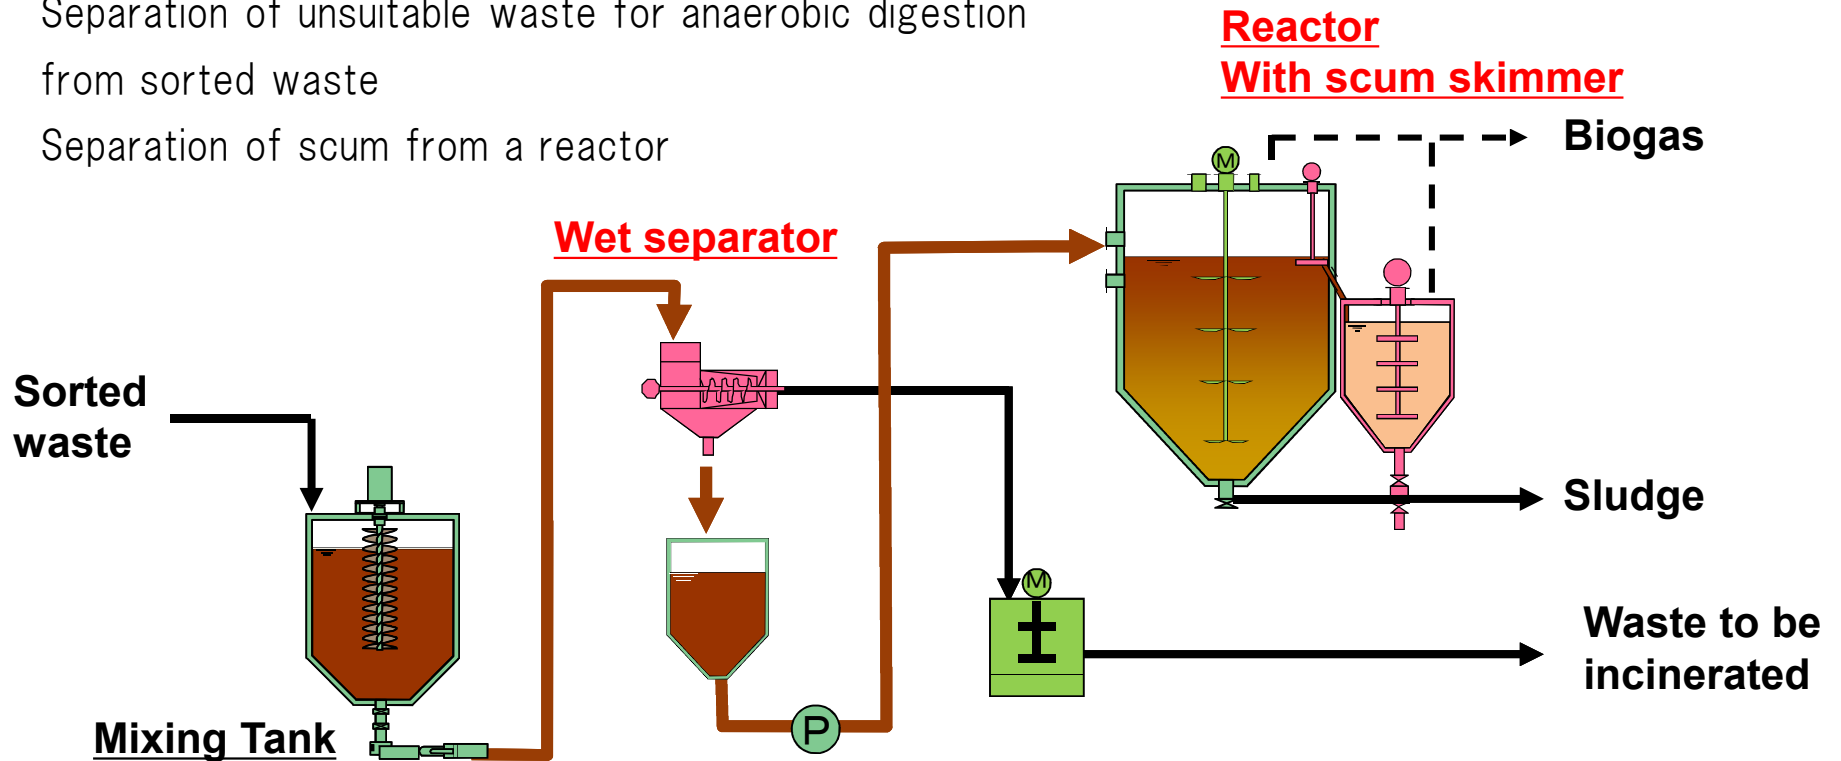 Separation of unsuitable waste for anaerobic digestion
from sorted waste
Separation of scum from a reactor
Reactor
With scum skimmer
Biogas
M
Wet separator
Sorted
waste
Sludge
M
Waste to be
incinerated
P
Mixing Tank